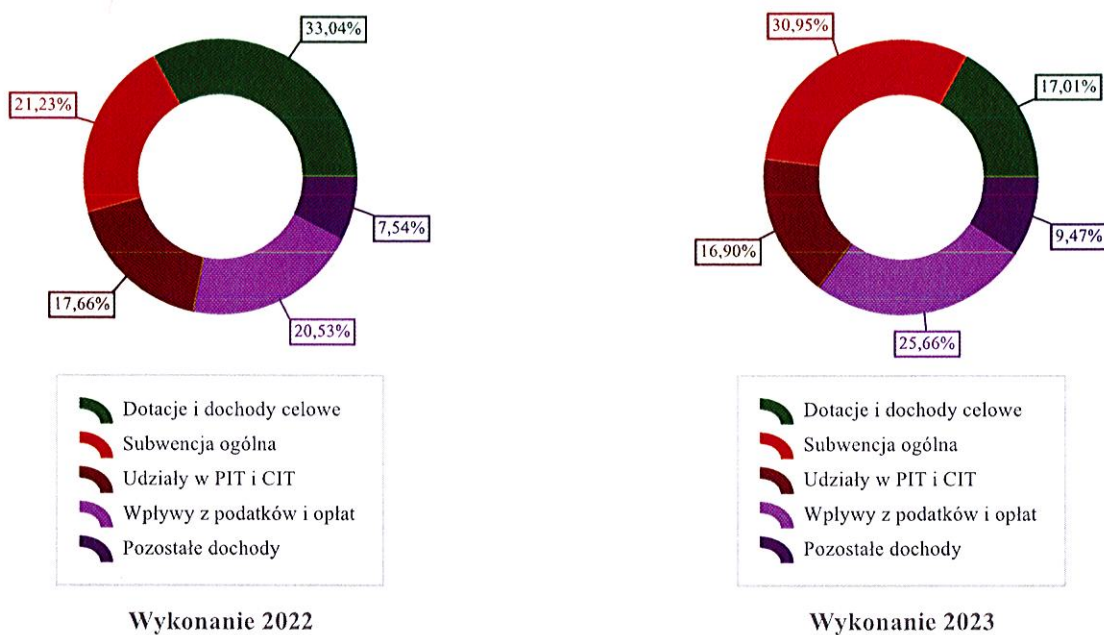 33,04%
21,23%
7,54%
17,66%
20,53%
Dotacje i dochody celowe
Subwencja ogólna
Udziały w PIT i CIT
Wpływy z podatków i opłat
Pozostałe dochody
Wykonanie 2022
30,95%
17,01%
16,90%
9,47%
25,66%
Dotacje i dochody celowe
Subwencja ogólna
Udziały w PIT i CIT
Wpływy z podatków i opłat
Pozostałe dochody
Wykonanie 2023